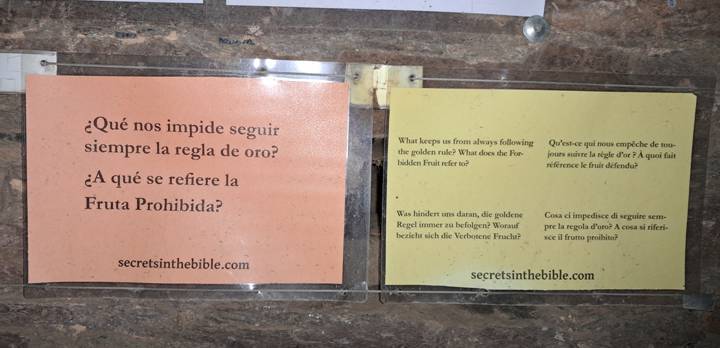 ¿Qué nos impide seguir
siempre la regla de oro?
¿A qué se refiere la
Fruta Prohibida?
secretsinthebible.com
What keeps us from always following
the golden rule? What does the For-
bidden Fruit refer to?
Qu'est-ce qui nous empêche de tou-
jours suivre la règle d'or ? À quoi fait
référence le fruit défendu?
Was hindert uns daran, die goldene
Regel immer zu befolgen? Worauf
bezieht sich die Verbotene Frucht?
Cosa ci impedisce di seguire sem-
pre la regola d'oro? A cosa si riferi-
sce il frutto proibito?
secretsinthebible.com